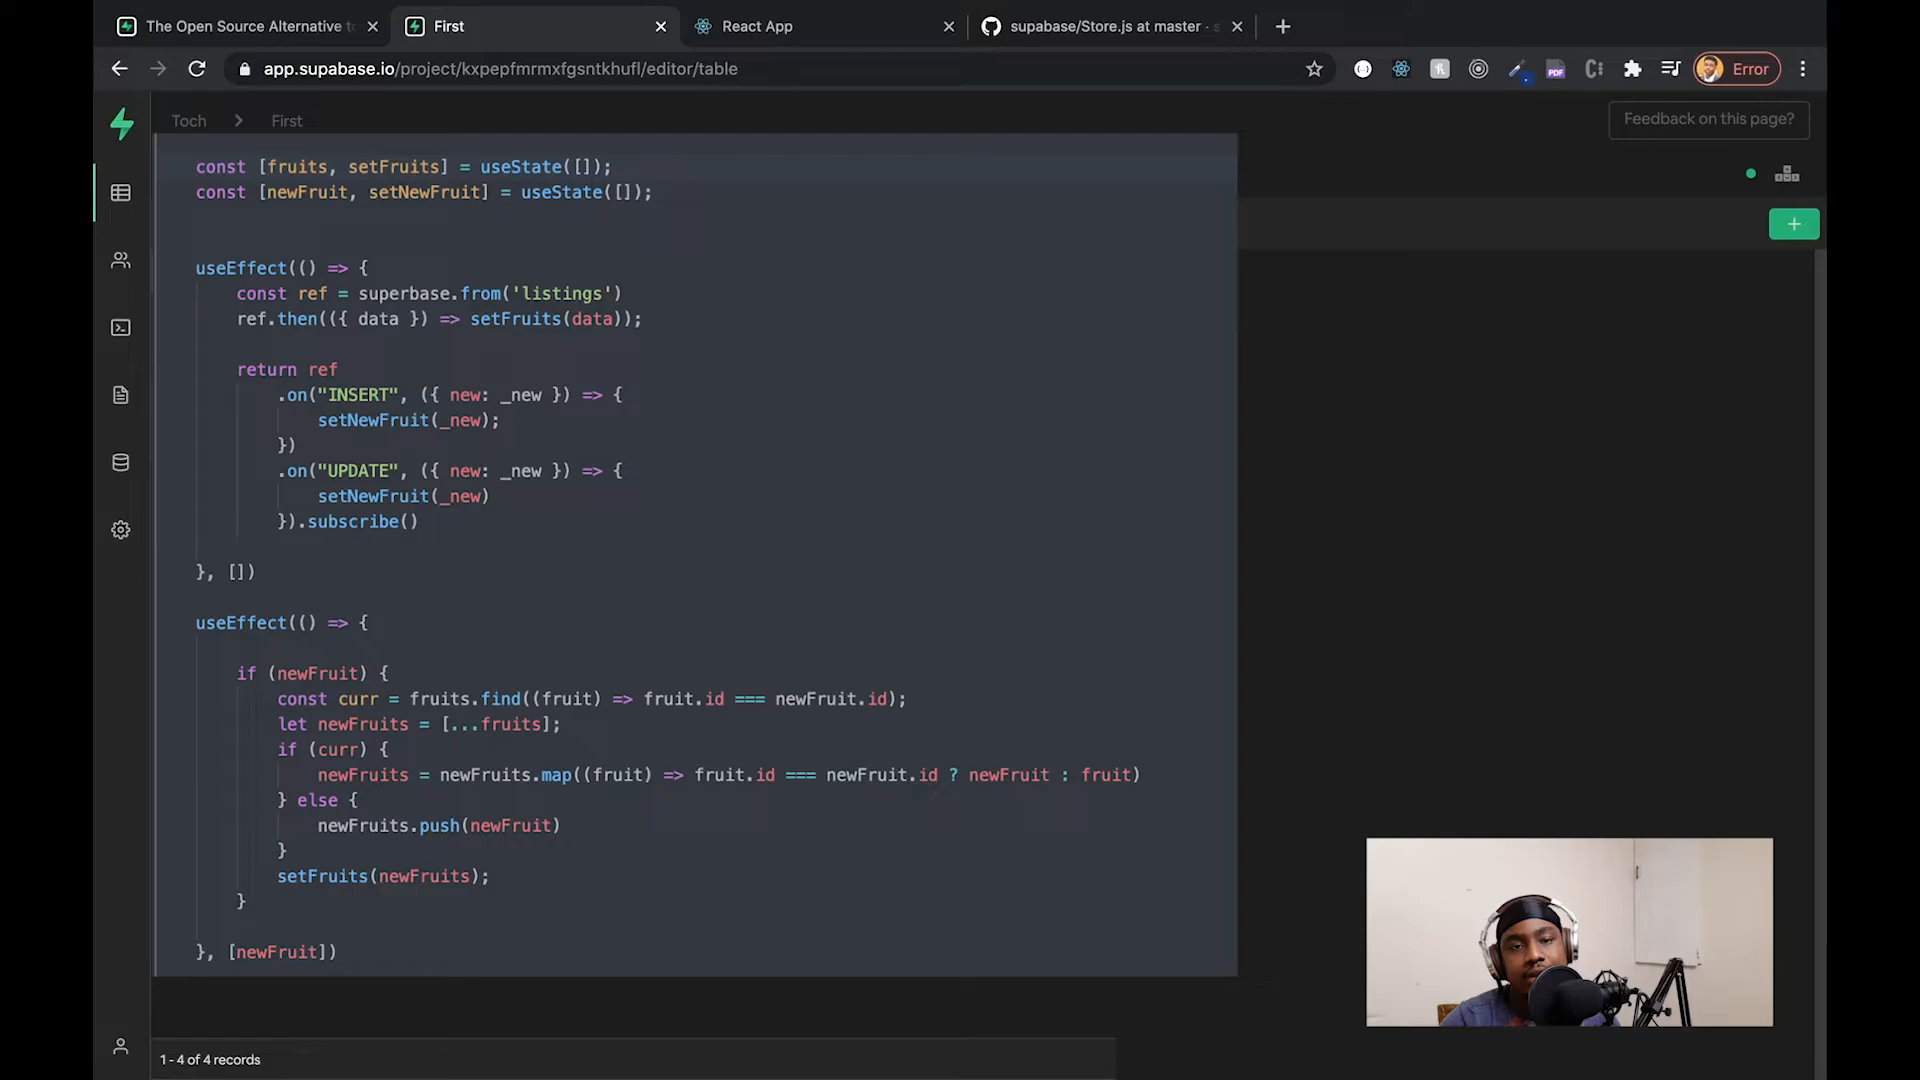 The Open Source Alternative to
First
React App
supabase/Store.js at master · s
app.supabase.io/project/kxpepfmrmxfgsntkhufl/editor/table
PDF
Error
Toch > First
Feedback on this page?
const [fruits, setFruits] = useState([]);
const [newFruit, setNewFruit] = useState([]);
useEffect(() => {
const ref = superbase.from('listings')
ref.then(({ data }) => setFruits(data));
return ref
.on("INSERT", ({ new: _new }) => {
setNewFruit(_new);
})
.on("UPDATE", ({ new: _new }) => {
setNewFruit(_new)
}).subscribe()
}, [])
useEffect(() => {
if (newFruit) {
const curr = fruits.find((fruit) => fruit.id === newFruit.id);
let newFruits = [...fruits];
if (curr) {
newFruits = newFruits.map((fruit) => fruit.id === newFruit.id ? newFruit : fruit)
} else {
newFruits.push(newFruit)
}
setFruits(newFruits);
}
}, [newFruit])
1 - 4 of 4 records